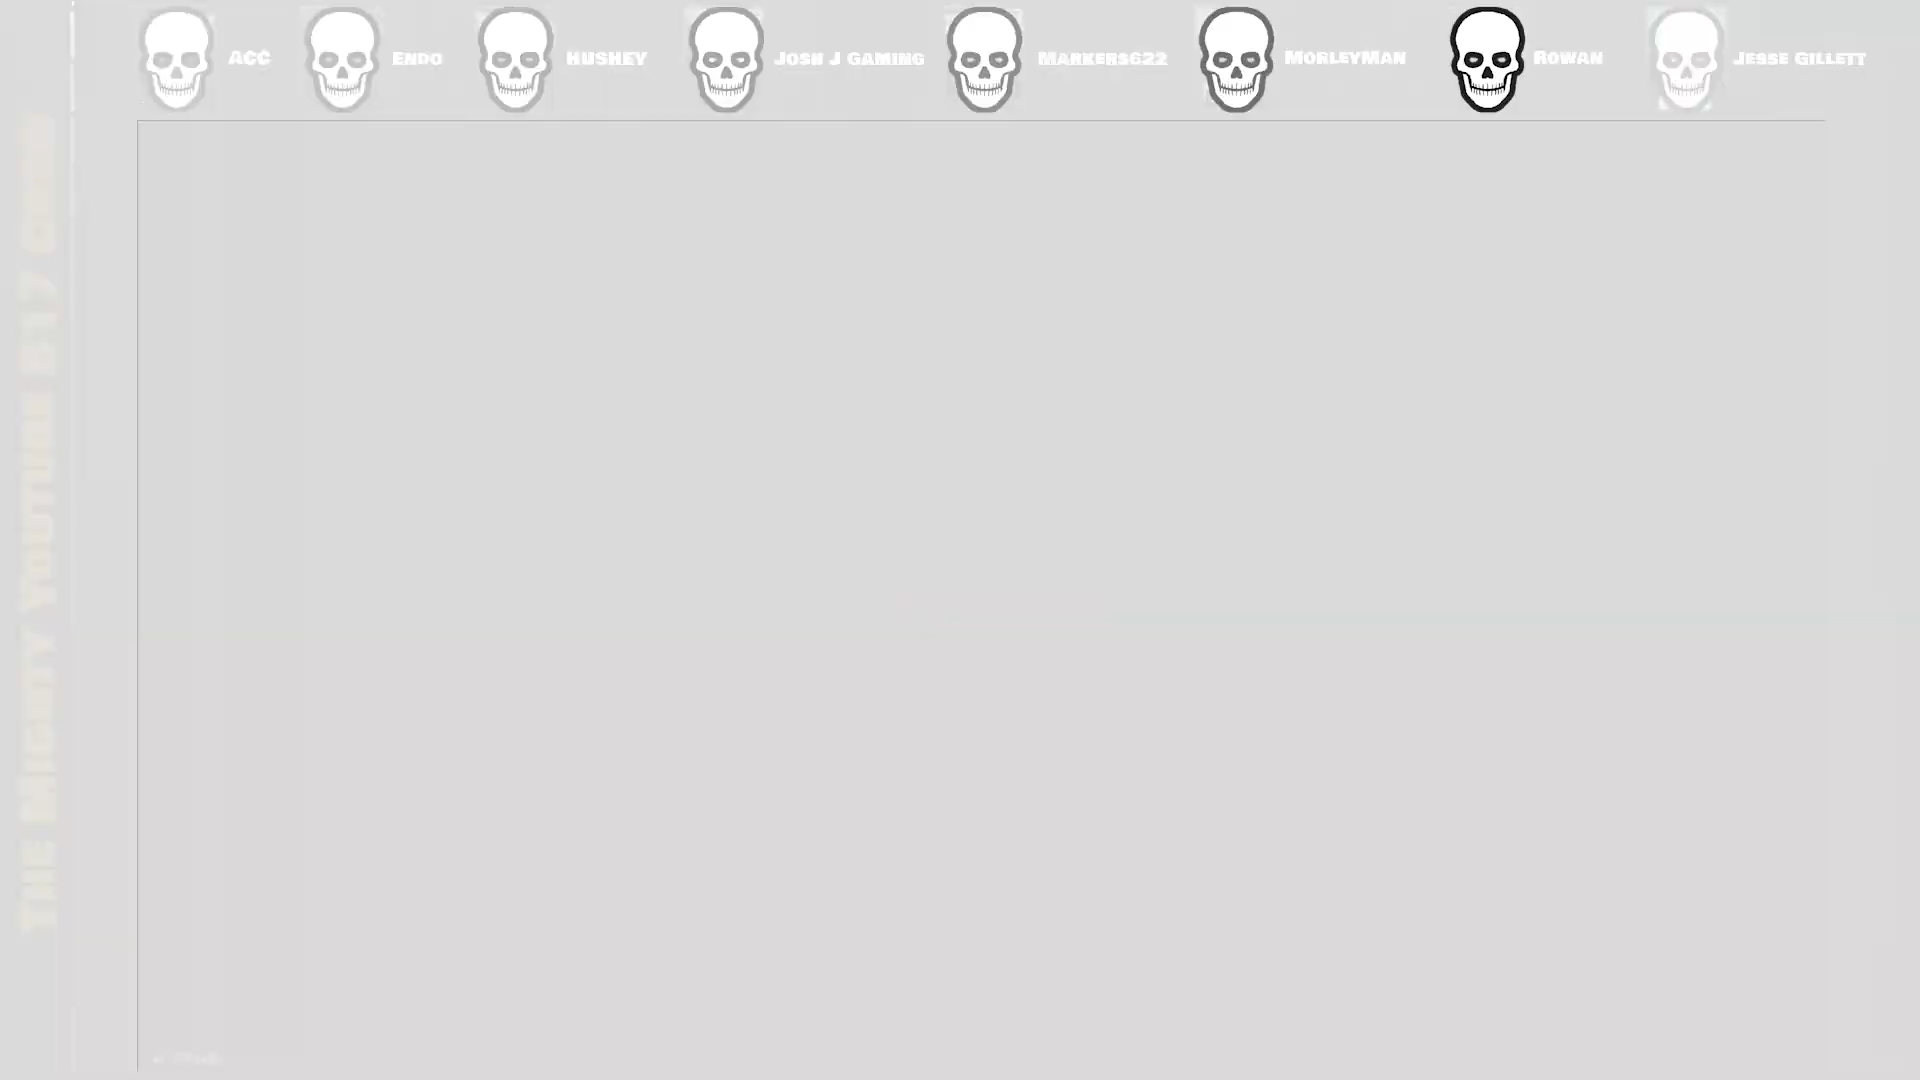 ACC
Endo
HUSHEY
Josh J Gaming
Markers622
MorleyMan
Rowan
Jesse Gillett
The Mighty YouTube B17 Crew